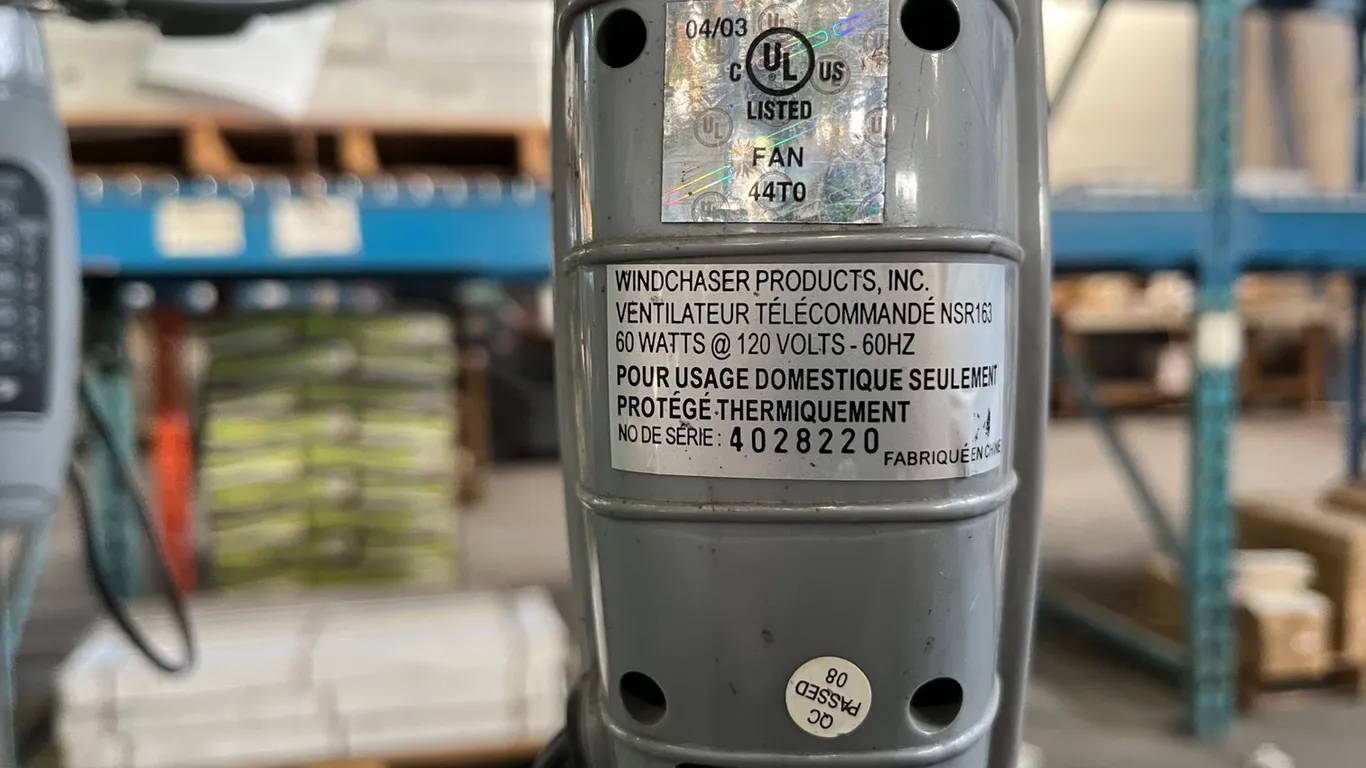 04/03
C UL US
®
LISTED
FAN
44T0
WINDCHASER PRODUCTS, INC.
VENTILATEUR TÉLÉCOMMANDÉ NSR163
60 WATTS @ 120 VOLTS - 60HZ
POUR USAGE DOMESTIQUE SEULEMENT
PROTÉGÉ THERMIQUEMENT
NO DE SÉRIE : 4028220
FABRIQUÉ EN CHINE
QC
PASSED
08